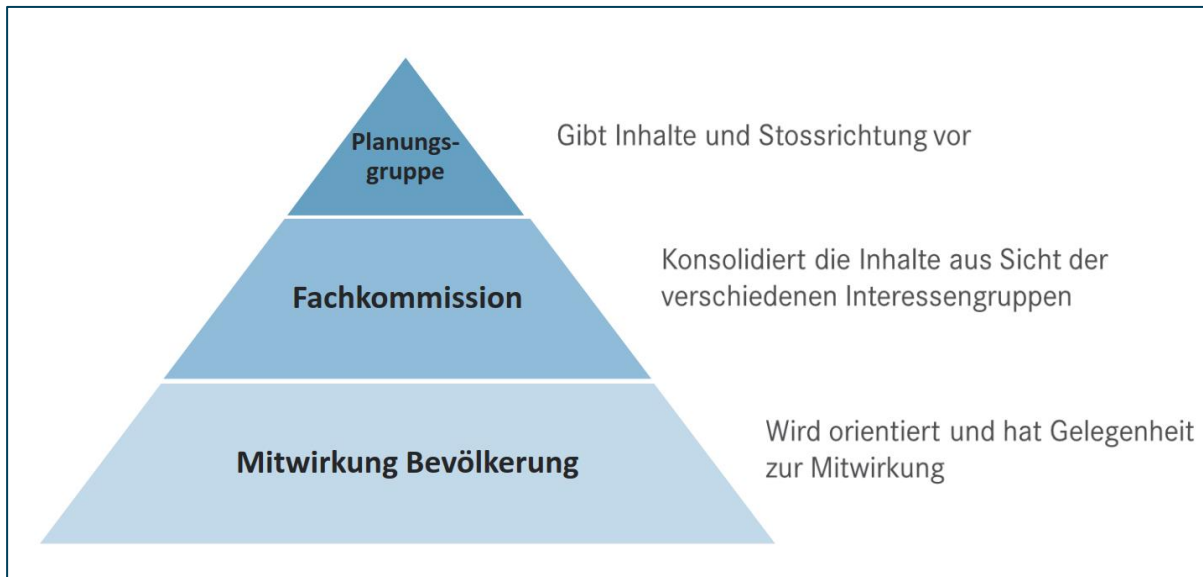 Planungs-
gruppe
Gibt Inhalte und Stossrichtung vor
Fachkommission
Konsolidiert die Inhalte aus Sicht der
verschiedenen Interessengruppen
Mitwirkung Bevölkerung
Wird orientiert und hat Gelegenheit
zur Mitwirkung